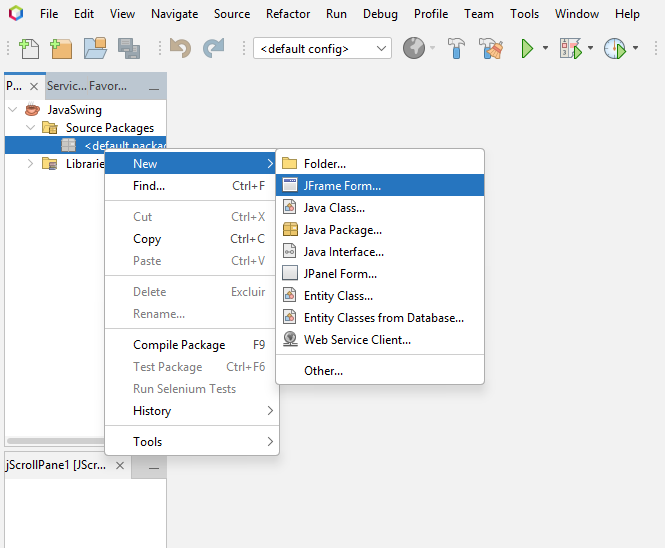 File Edit View Navigate Source Refactor Run Debug Profile Team Tools Window Help
<default config>
P... Servic... Favor...
JavaSwing
Source Packages
<default packa
Librarie
New
Find... Ctrl+F
Cut Ctrl+X
Copy Ctrl+C
Paste Ctrl+V
Delete Excluir
Rename...
Compile Package F9
Test Package Ctrl+F6
Run Selenium Tests
History
Tools
Folder...
JFrame Form...
Java Class...
Java Package...
Java Interface...
JPanel Form...
Entity Class...
Entity Classes from Database...
Web Service Client...
Other...
jScrollPane1 [JScr...